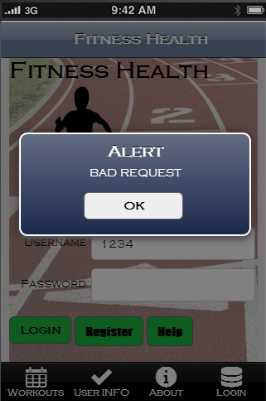 3G 9:42 AM
Fitness Health
Fitness Health
2
Alert
BAD REQUEST
OK
Username 1234
Password
Login Register Help
Workouts User INFO About Login